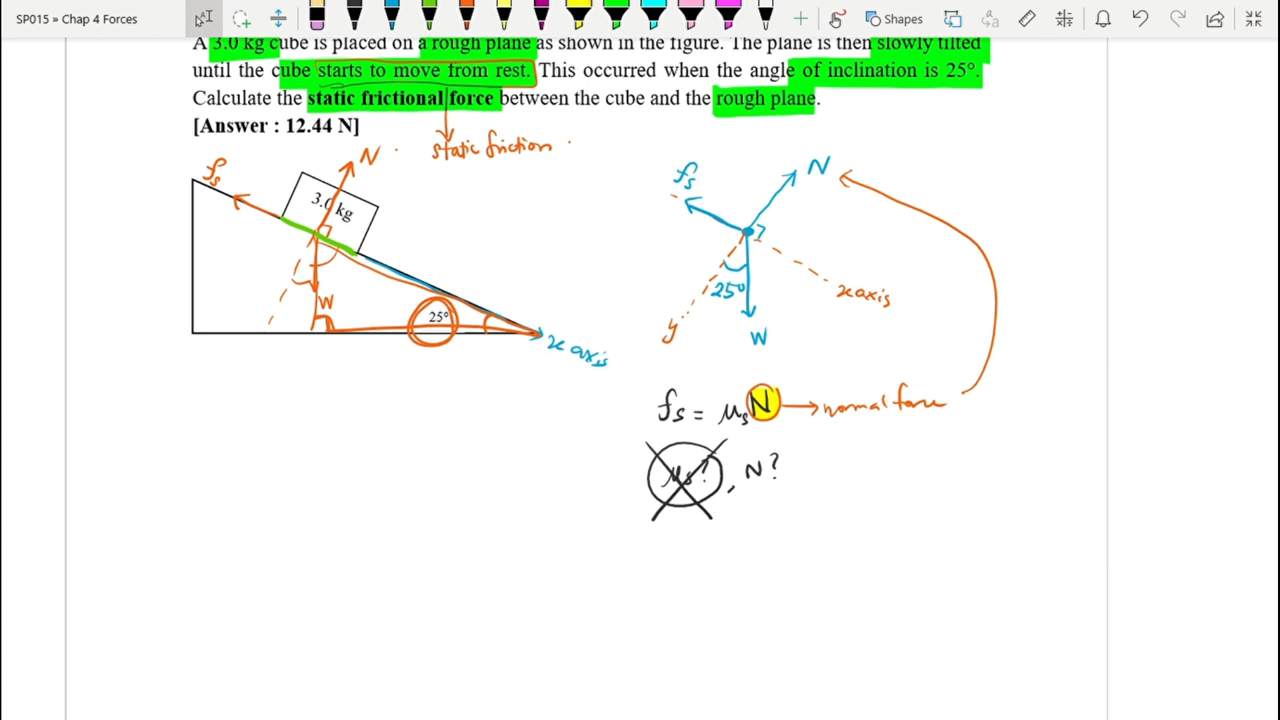 SP015 » Chap 4 Forces
Shapes
A 3.0 kg cube is placed on a rough plane as shown in the figure. The plane is then slowly tilted
until the cube starts to move from rest. This occurred when the angle of inclination is 25°.
Calculate the static frictional force between the cube and the rough plane.
[Answer : 12.44 N]
static friction
fs
N
3.0 kg
W
25°
x axis
fs
N
25°
x axis
y
W
fs = μsN → normal force
μs?, N?